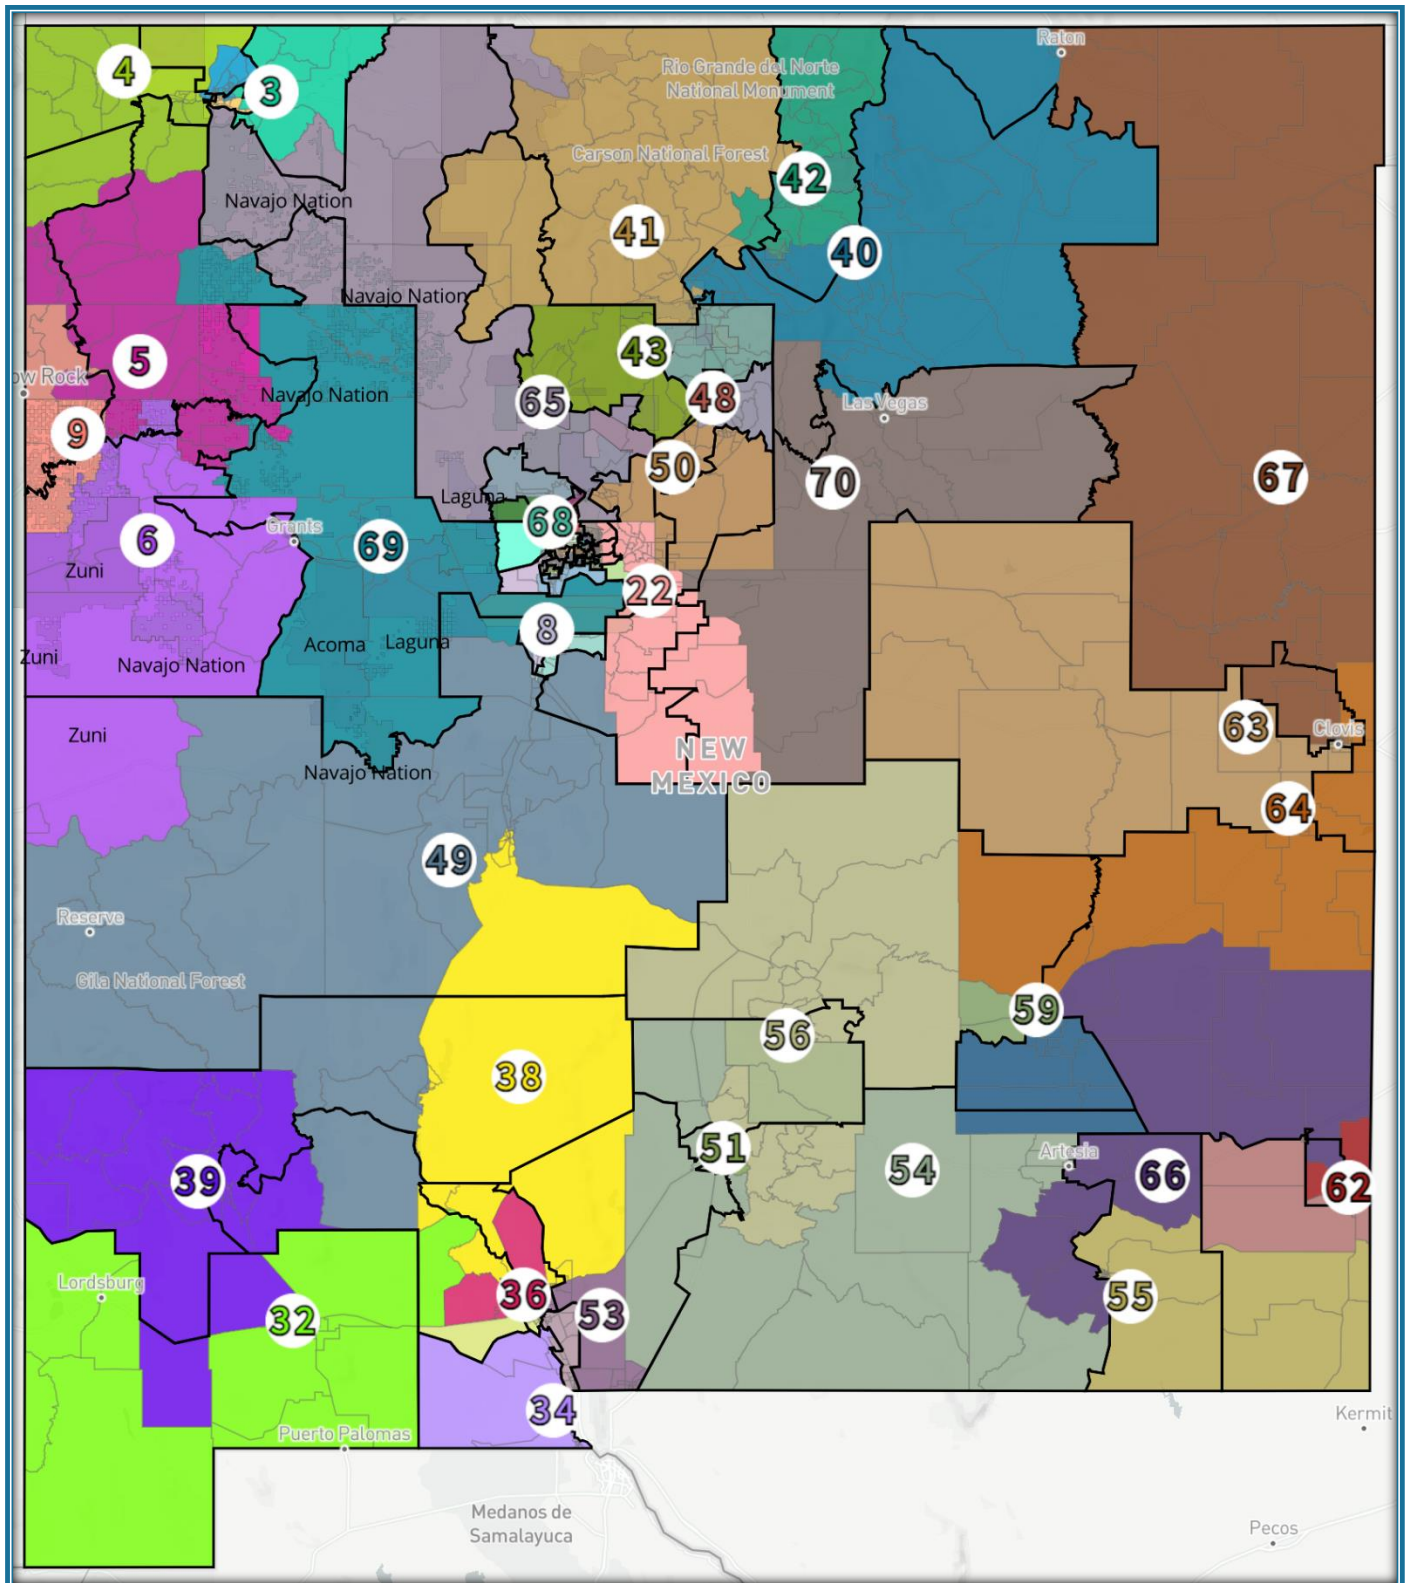 Raton
4
3
Rio Grande del Norte
National Monument
Carson National Forest
42
Navajo Nation
41
40
Navajo Nation
5
43
ow Rock
Navajo Nation
65
48
Las Vegas
9
50
70
67
Laguna
68
Grants
6
69
Zuni
22
8
Acoma
Laguna
Zuni
Navajo Nation
63
Clovis
Zuni
NEW
MEXICO
Navajo Nation
64
49
Reserve
Gila National Forest
59
56
38
51
Artesia
54
66
62
39
Lordsburg
36
55
32
53
34
Kermit
Puerto Palomas
Medanos de
Samalayuca
Pecos